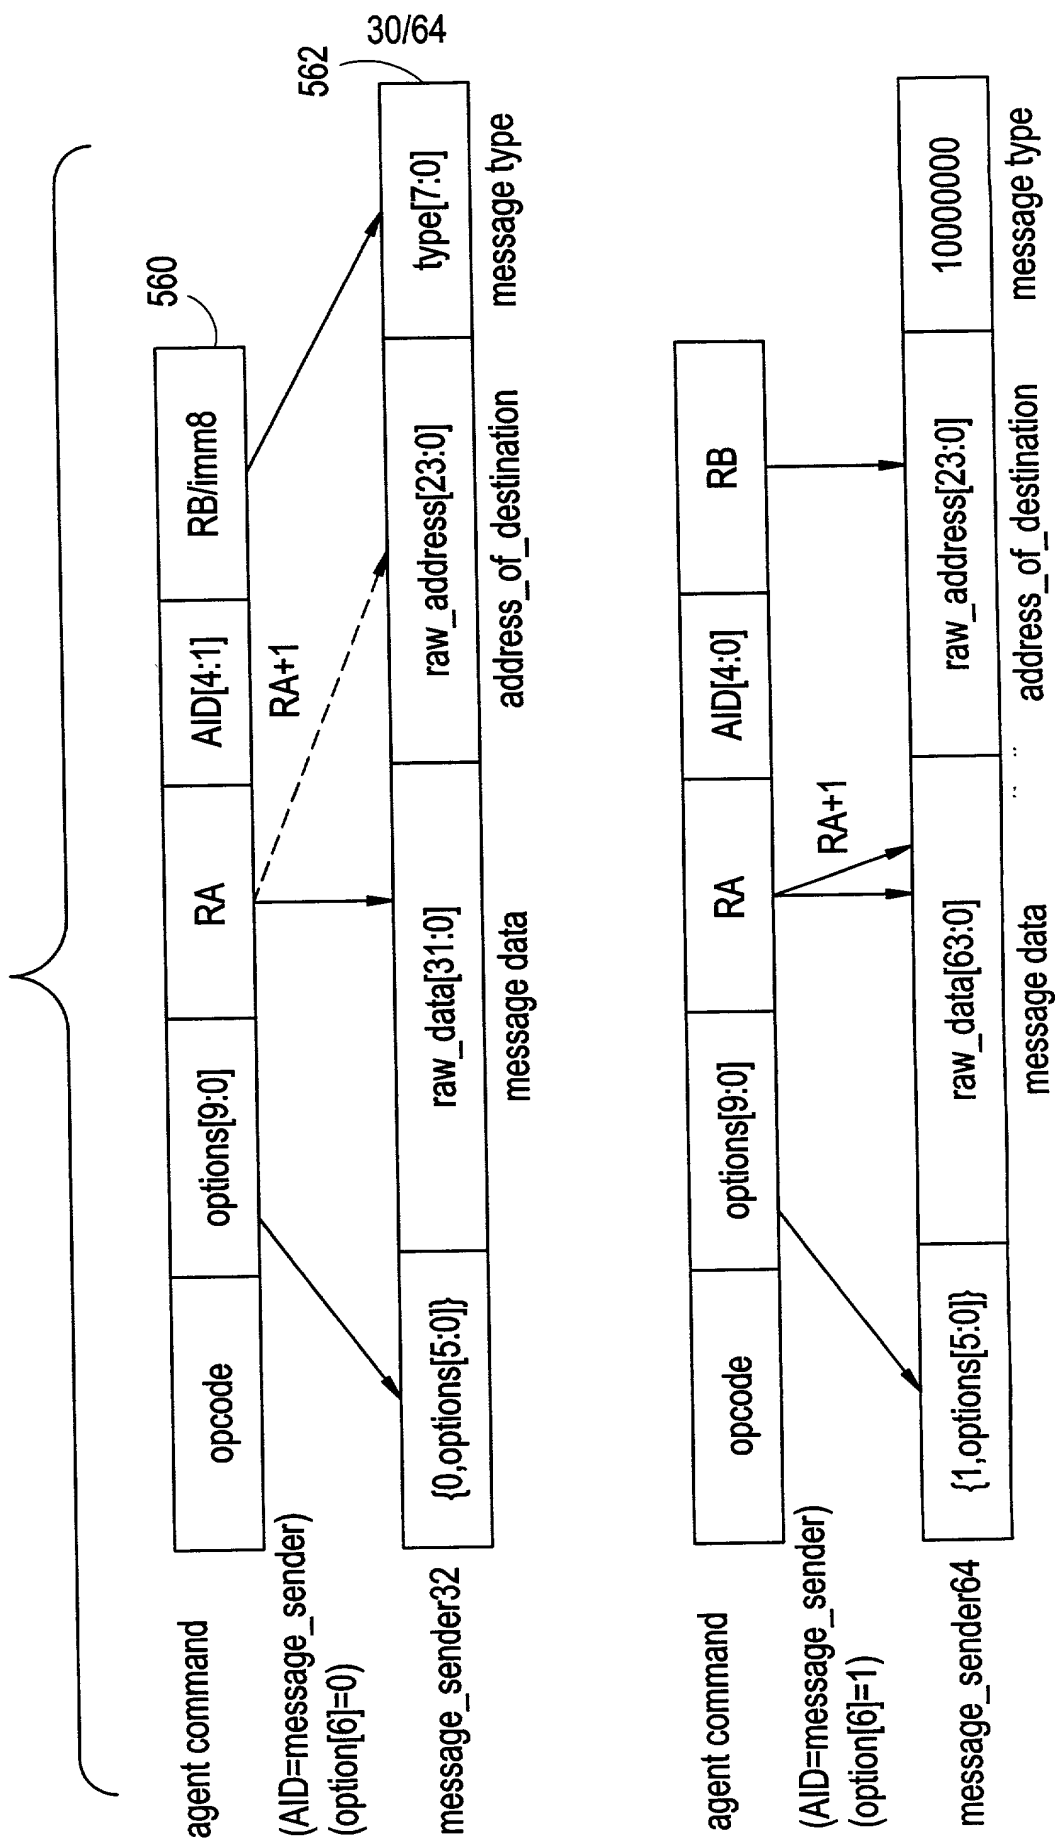 30/64
agent command
opcode
options[9:0]
RA
AID[4:1]
RB/imm8
560
(AID=message_sender)
(option[6]=0)
RA+1
562
message_sender32
{0,options[5:0]}
raw_data[31:0]
raw_address[23:0]
type[7:0]
message data
address_of_destination
message type
agent command
opcode
options[9:0]
RA
AID[4:0]
RB
(AID=message_sender)
(option[6]=1)
RA+1
message_sender64
{1,options[5:0]}
raw_data[63:0]
raw_address[23:0]
10000000
message data
address_of_destination
message type